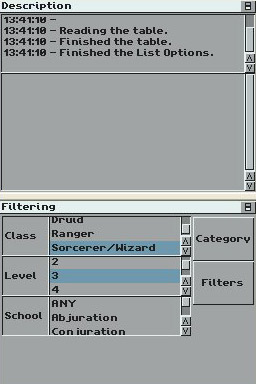 Description
13:41:10 -
13:41:10 - Reading the table.
13:41:10 - Finished the table.
13:41:10 - Finished the List Options.
Filtering
Class
Druid
Ranger
Sorcerer/Wizard
Category
Level
2
3
4
Filters
School
ANY
Abjuration
Conjuration